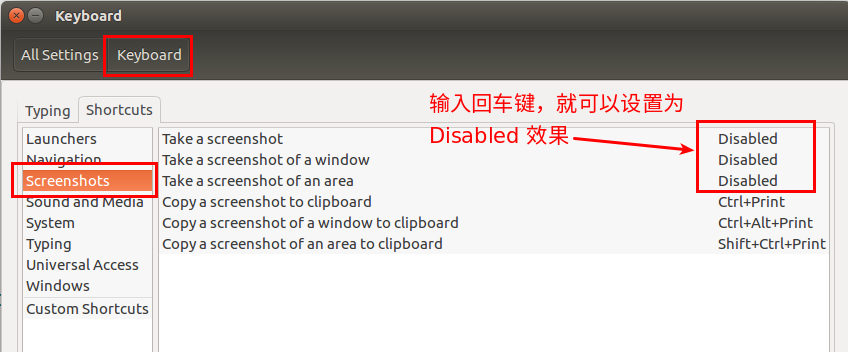 Keyboard
All Settings Keyboard
Typing Shortcuts
输入回车键，就可以设置为
Disabled 效果
Launchers
Navigation
Screenshots
Sound and Media
System
Typing
Universal Access
Windows
Custom Shortcuts
Take a screenshot Disabled
Take a screenshot of a window Disabled
Take a screenshot of an area Disabled
Copy a screenshot to clipboard Ctrl+Print
Copy a screenshot of a window to clipboard Ctrl+Alt+Print
Copy a screenshot of an area to clipboard Shift+Ctrl+Print